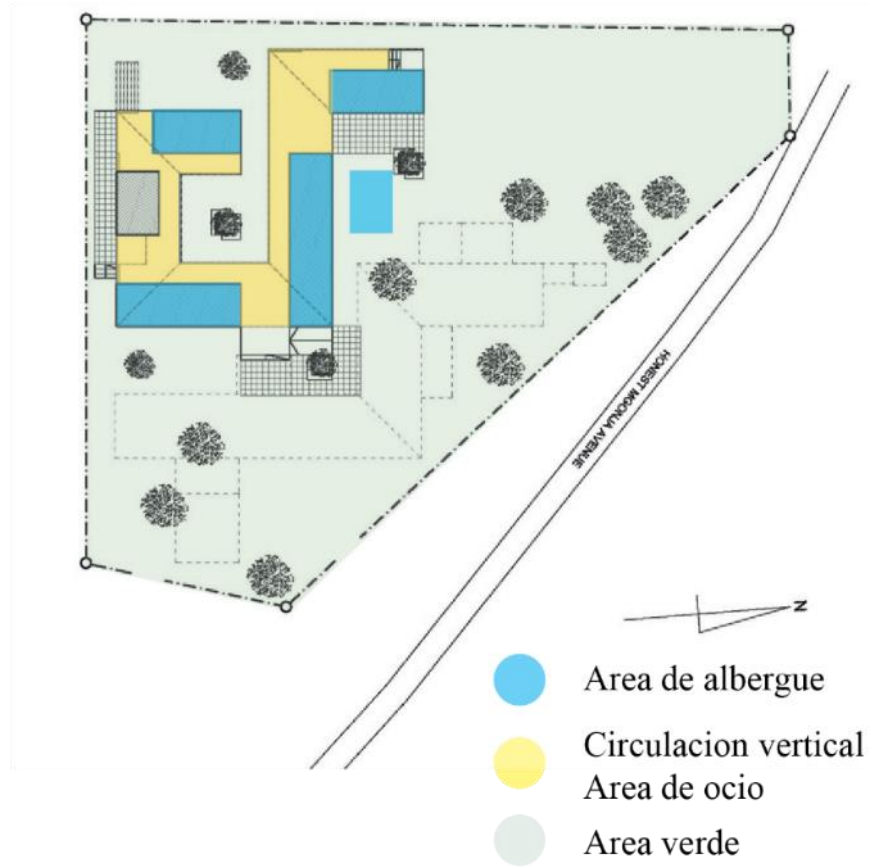 HONEST MGONJA AVENUE
N
Area de albergue
Circulacion vertical
Area de ocio
Area verde